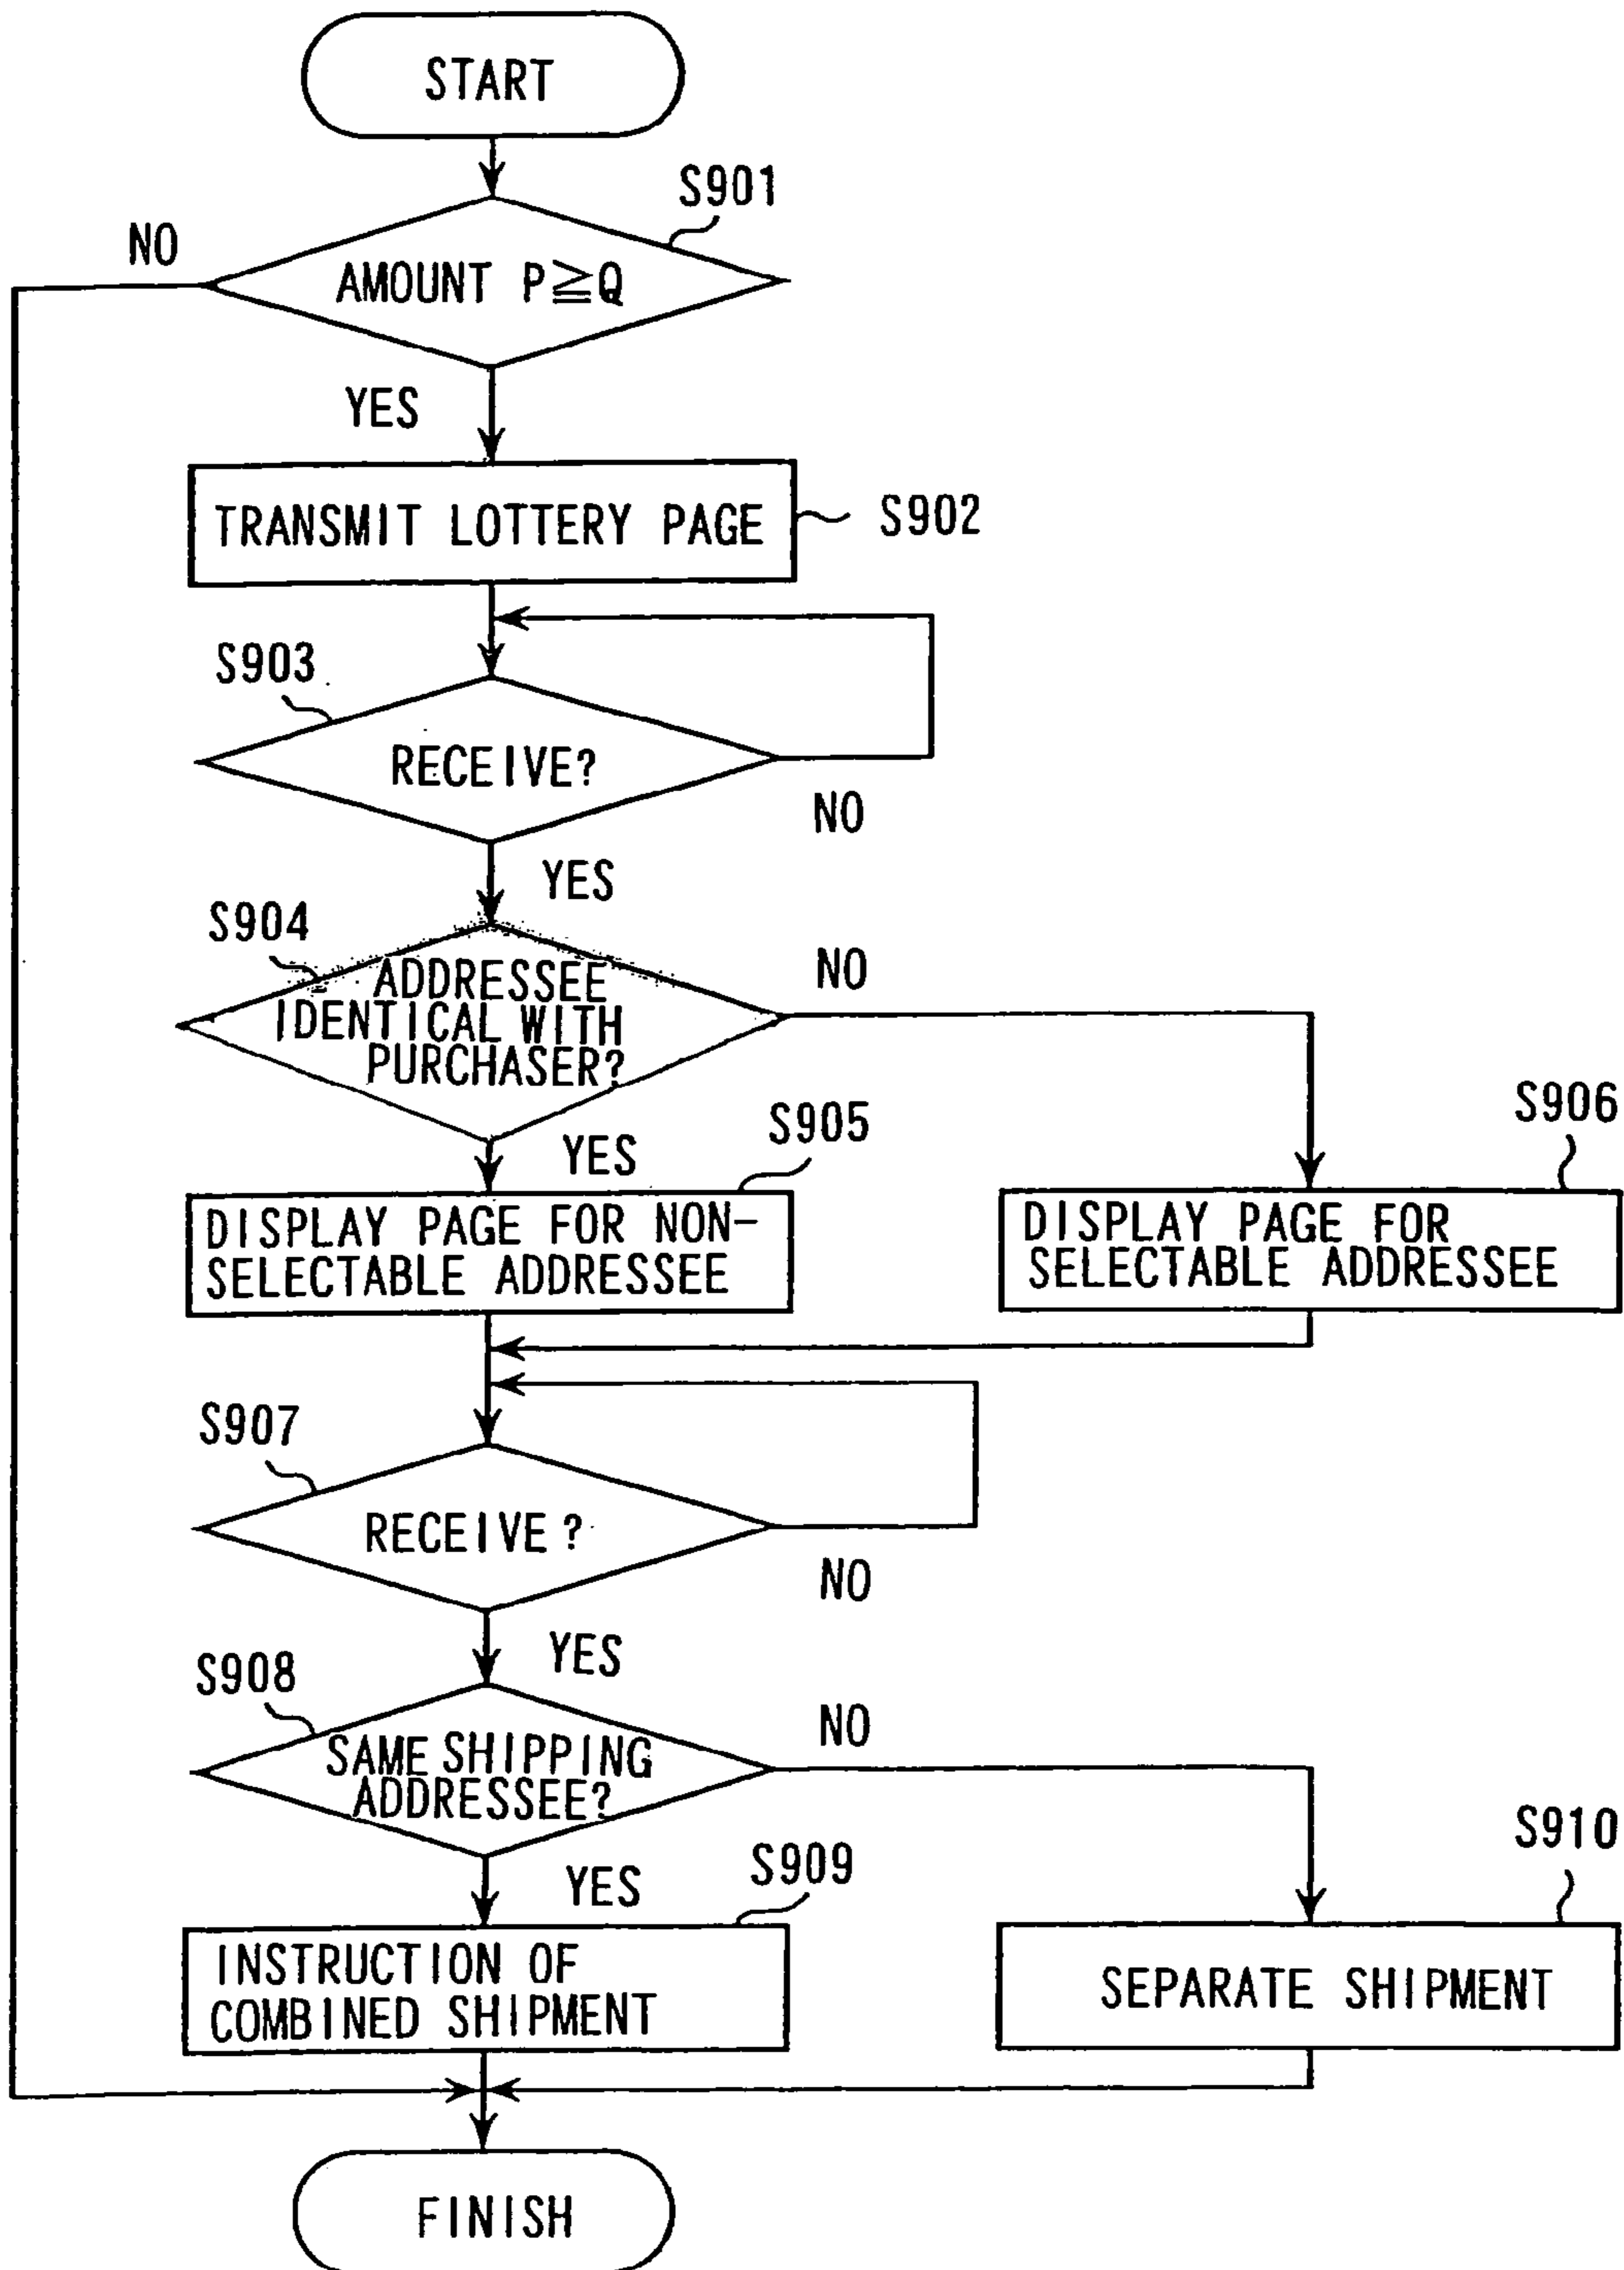 START
S901
NO
AMOUNT P≧Q
YES
TRANSMIT LOTTERY PAGE
S902
S903
RECEIVE?
NO
YES
S904
ADDRESSEE
IDENTICAL WITH
PURCHASER?
NO
YES
S905
S906
DISPLAY PAGE FOR NON-
SELECTABLE ADDRESSEE
DISPLAY PAGE FOR
SELECTABLE ADDRESSEE
S907
RECEIVE?
NO
YES
S908
SAME SHIPPING
ADDRESSEE?
NO
YES
S909
S910
INSTRUCTION OF
COMBINED SHIPMENT
SEPARATE SHIPMENT
FINISH